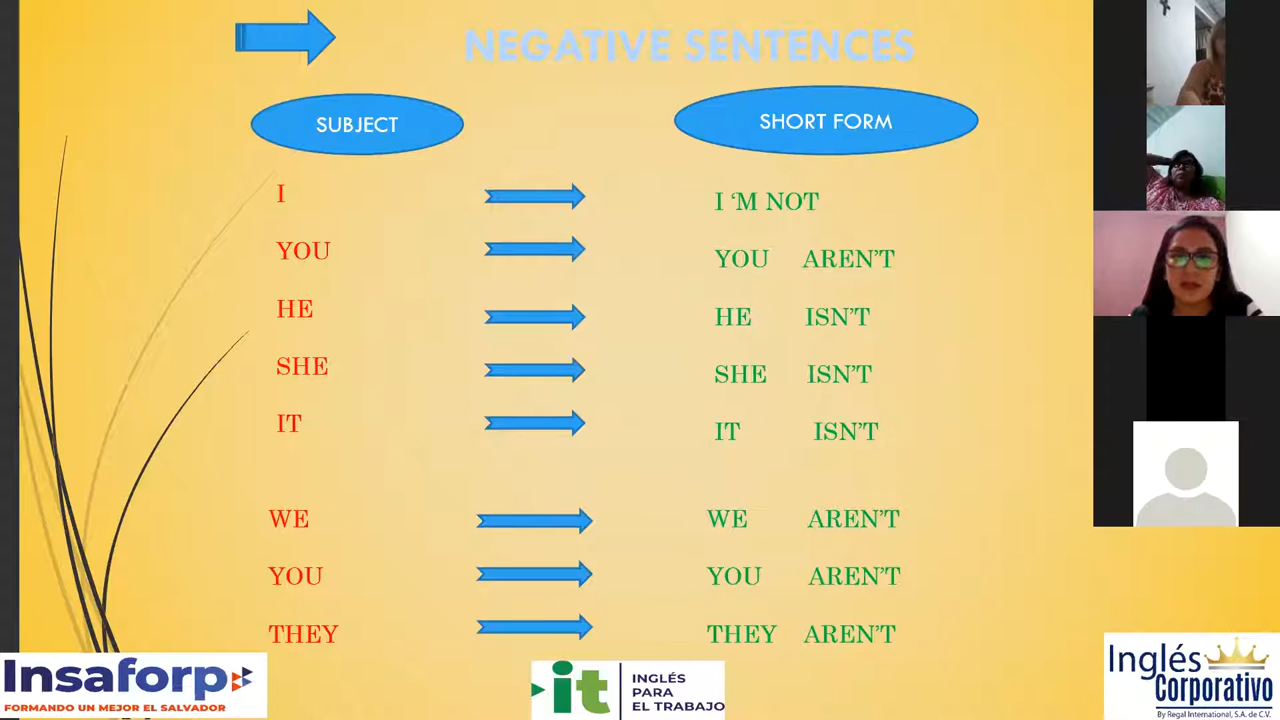 NEGATIVE SENTENCES
SUBJECT
SHORT FORM
I
I ‘M NOT
YOU
YOU AREN’T
HE
HE ISN’T
SHE
SHE ISN’T
IT
IT ISN’T
WE
WE AREN’T
YOU
YOU AREN’T
THEY
THEY AREN’T
Insaforp
FORMANDO UN MEJOR EL SALVADOR
it
INGLÉS
PARA
EL TRABAJO
Inglés
Corporativo
By Regal International, S.A. de C.V.